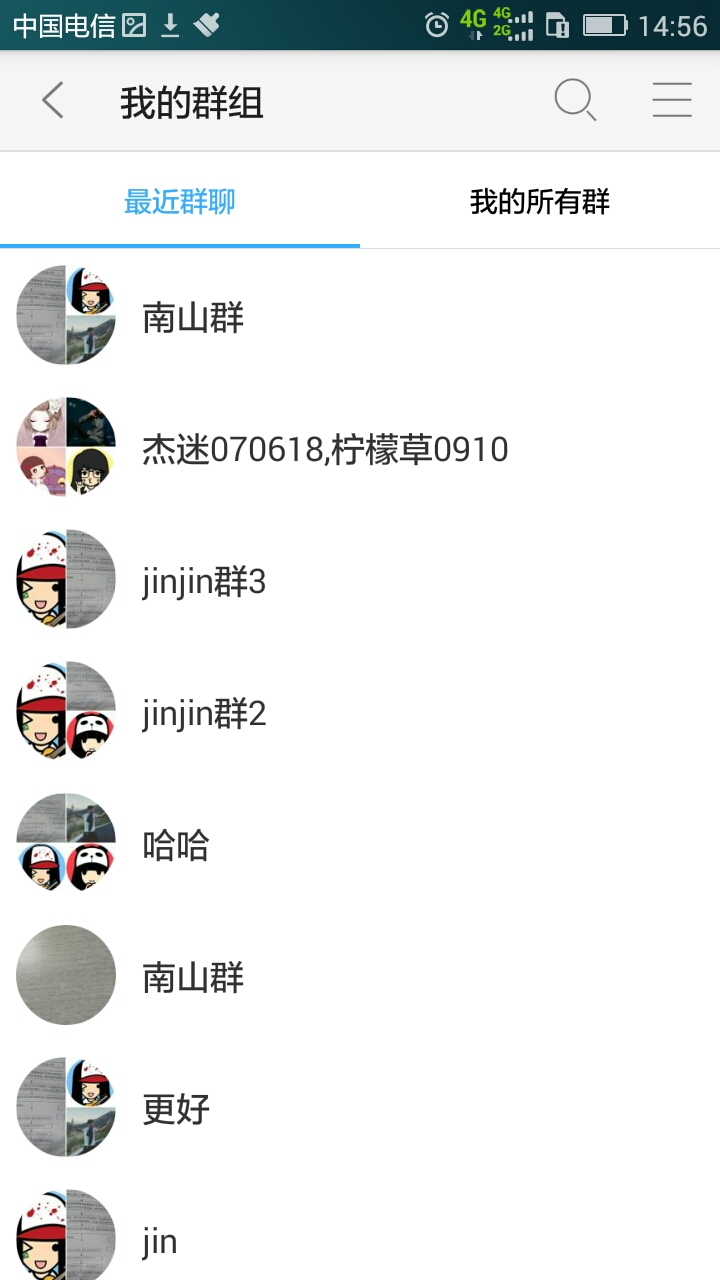 中国电信 4G 4G 2G 14:56
我的群组
最近群聊 我的所有群
南山群
杰迷070618,柠檬草0910
jinjin群3
jinjin群2
哈哈
南山群
更好
jin